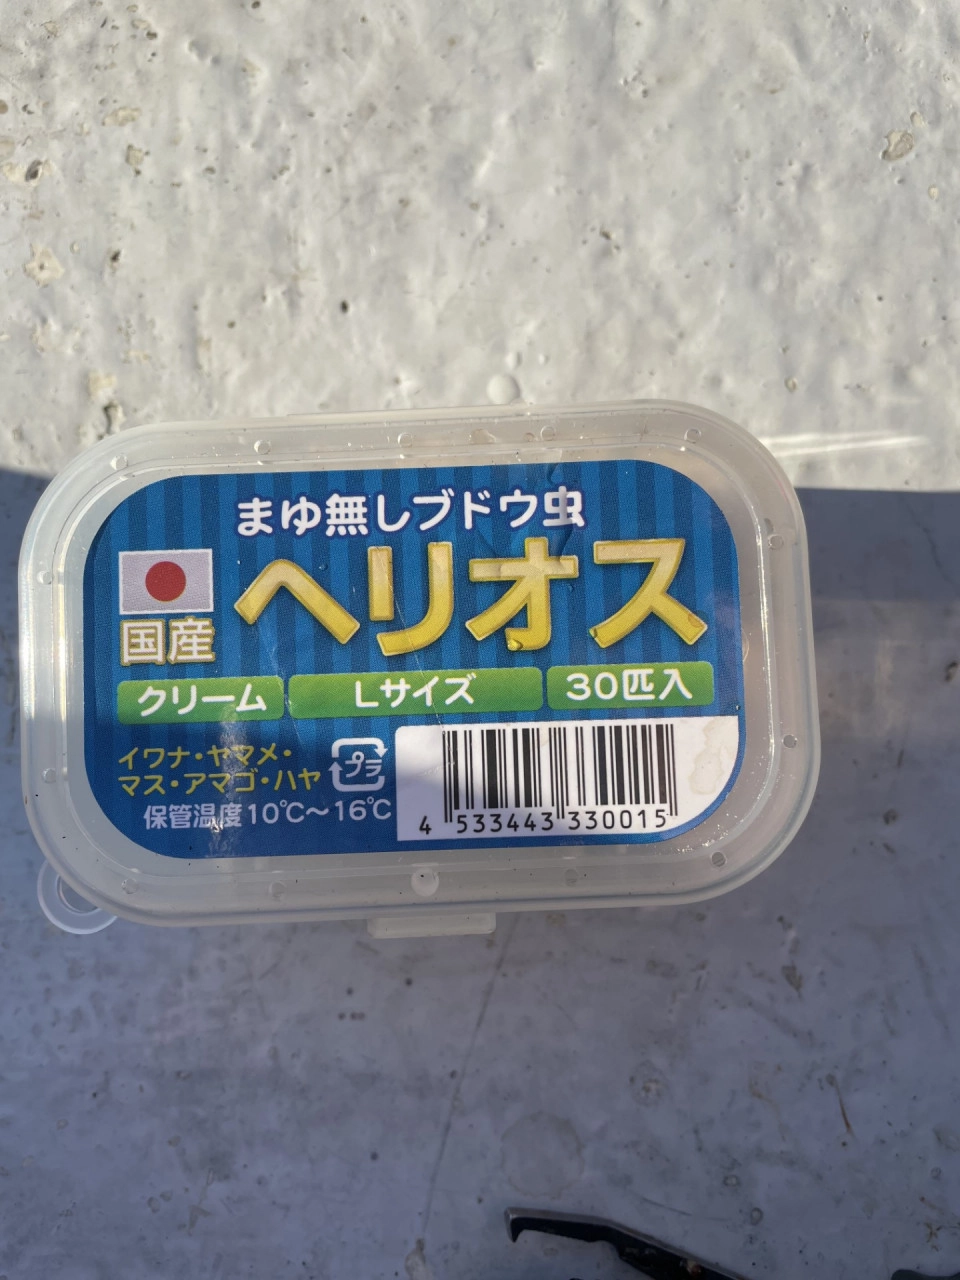 まゆ無しブドウ虫
ヘリオス
国産
クリーム
Lサイズ
30匹入
イワナ・ヤマメ・
マス・アマゴ・ハヤ
プラ
保管温度10℃〜16℃
4 533443 330015